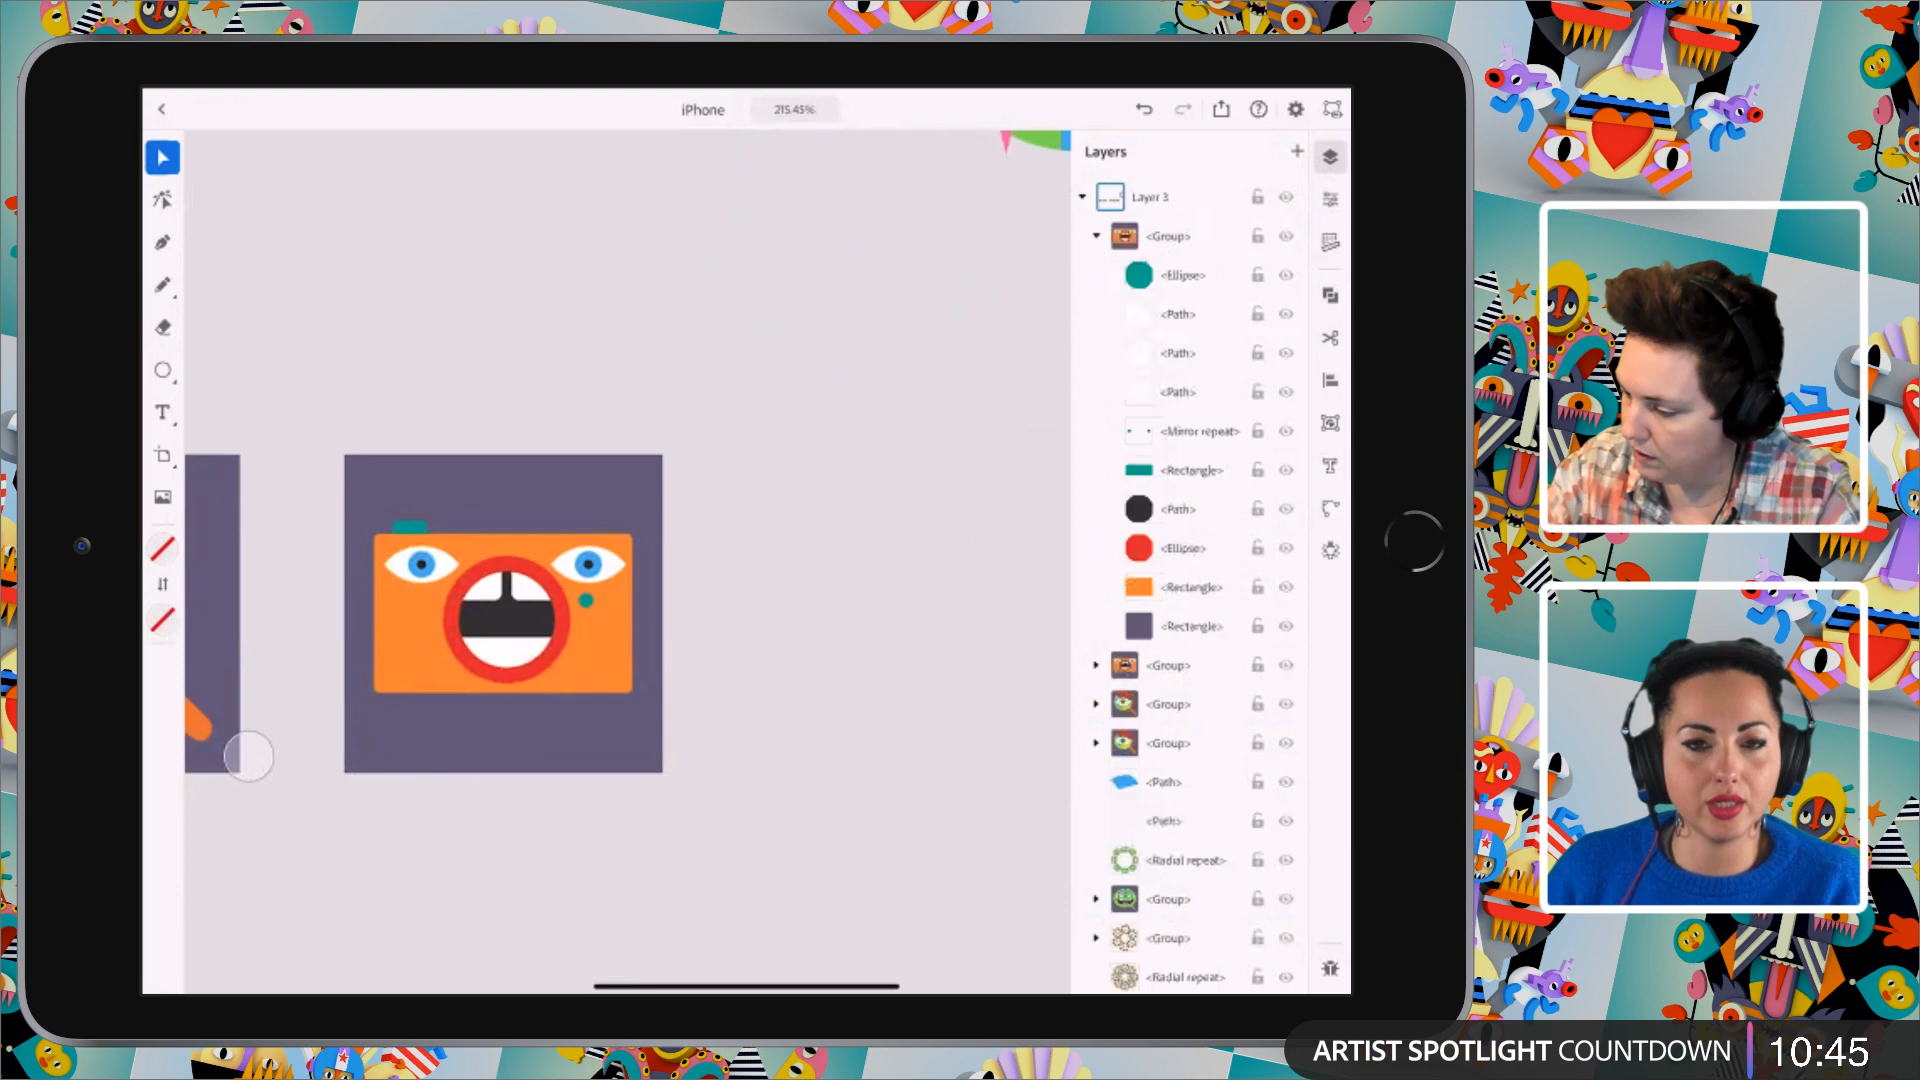 iPhone
215.45%
Layers
Layer 3
<Group>
<Ellipse>
<Path>
<Path>
<Path>
<Mirror repeat>
<Rectangle>
<Path>
<Ellipse>
<Rectangle>
<Rectangle>
<Group>
<Group>
<Group>
<Path>
<Path>
<Radial repeat>
<Group>
<Group>
<Radial repeat>
ARTIST SPOTLIGHT COUNTDOWN 10:45